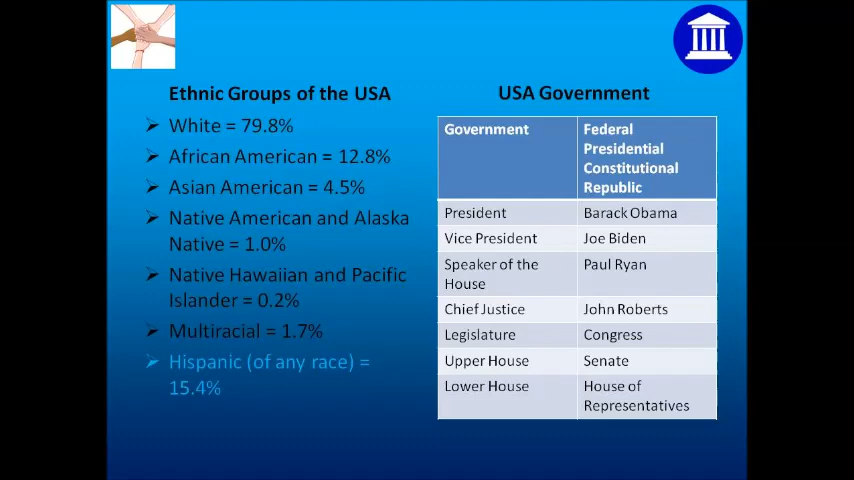 Ethnic Groups of the USA
White = 79.8%
African American = 12.8%
Asian American = 4.5%
Native American and Alaska
Native = 1.0%
Native Hawaiian and Pacific
Islander = 0.2%
Multiracial = 1.7%
Hispanic (of any race) =
15.4%
USA Government
Government
Federal
Presidential
Constitutional
Republic
President
Barack Obama
Vice President
Joe Biden
Speaker of the
House
Paul Ryan
Chief Justice
John Roberts
Legislature
Congress
Upper House
Senate
Lower House
House of
Representatives